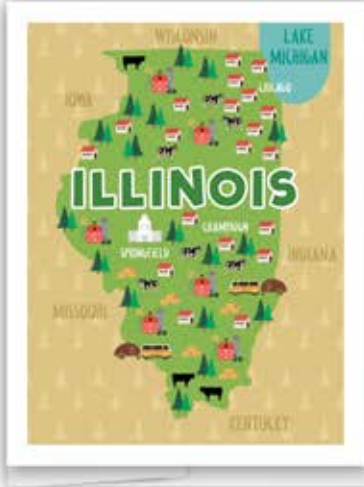 WISCONSIN
LAKE
MICHIGAN
CHICAGO
IOWA
ILLINOIS
CHAMPAIGN
SPRINGFIELD
INDIANA
MISSOURI
KENTUCKY